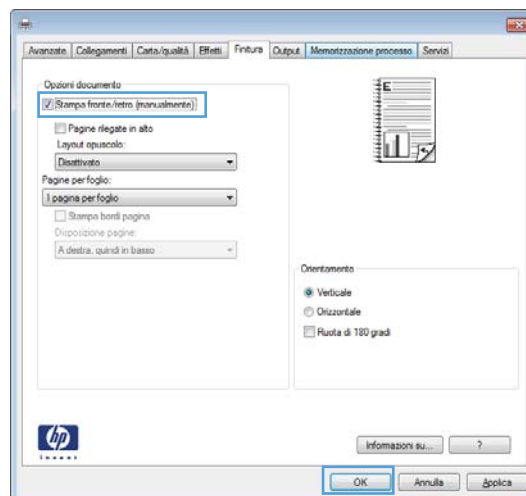 Avanzate Collegamenti Carta/qualità Effetti Finitura Output Memorizzazione processo Servizi
Opzioni documento
Stampa fronte/retro (manualmente)
Pagine rilegate in alto
Layout opuscolo:
Disattivato
Pagine per foglio:
1 pagina per foglio
Stampa bordi pagina
Disposizione pagine:
A destra, quindi in basso
E
Orientamento
Verticale
Orizzontale
Ruota di 180 gradi
hp
invent
Informazioni su... ?
OK Annulla Applica